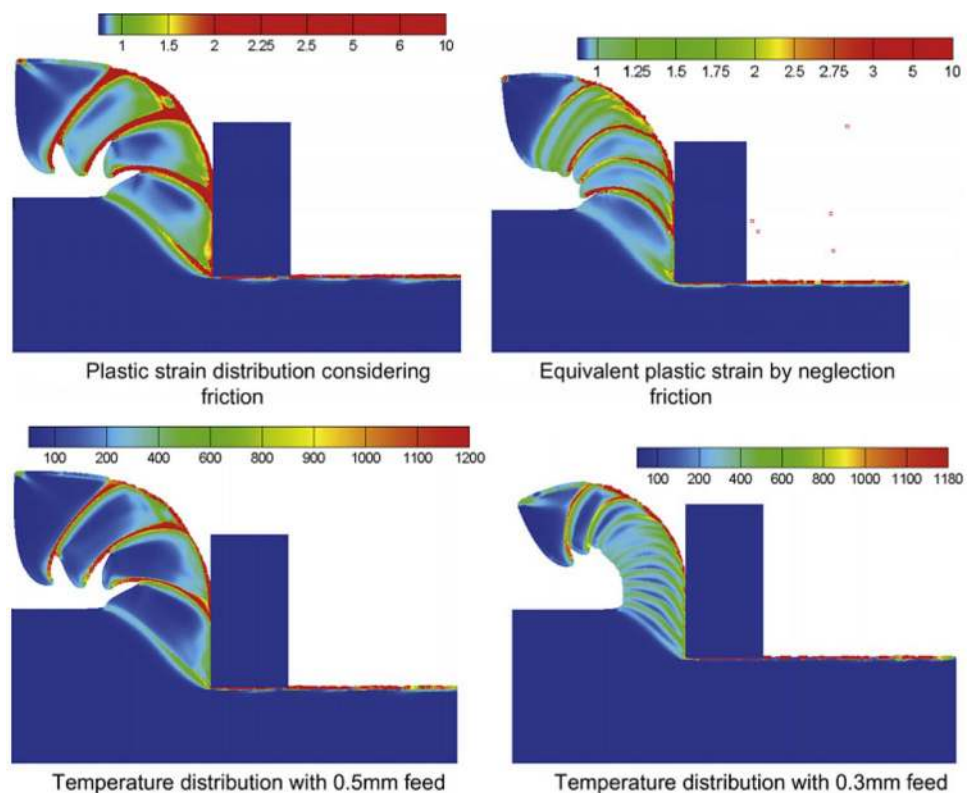 1 1.5 2 2.25 2.5 5 6 10
1 1.25 1.5 1.75 2 2.5 2.75 3 5 10
Plastic strain distribution considering
friction
Equivalent plastic strain by neglection
friction
100 200 400 600 800 900 1000 1100 1200
100 200 400 600 800 1000 1100 1180
Temperature distribution with 0.5mm feed
Temperature distribution with 0.3mm feed